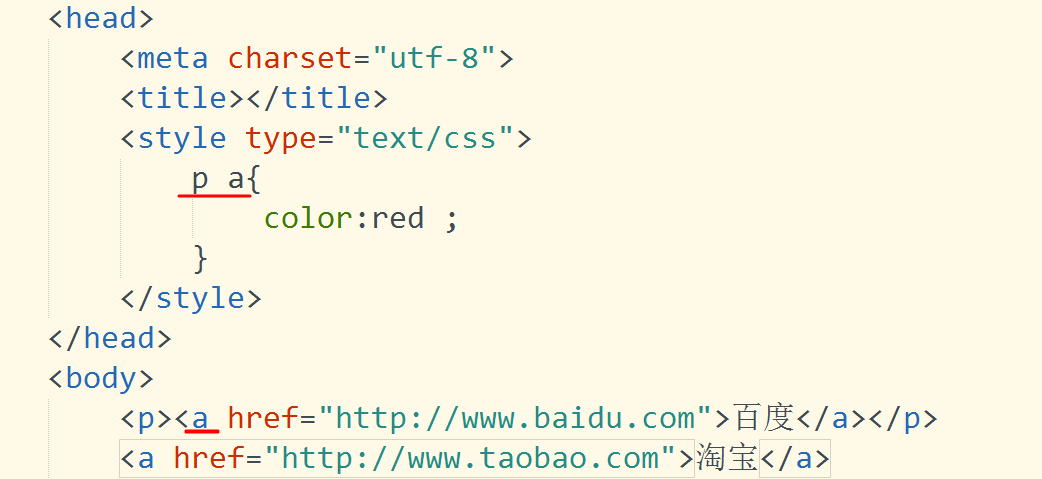 <head>
<meta charset="utf-8">
<title></title>
<style type="text/css">
p a{
color:red ;
}
</style>
</head>
<body>
<p><a href="http://www.baidu.com">百度</a></p>
<a href="http://www.taobao.com">淘宝</a>